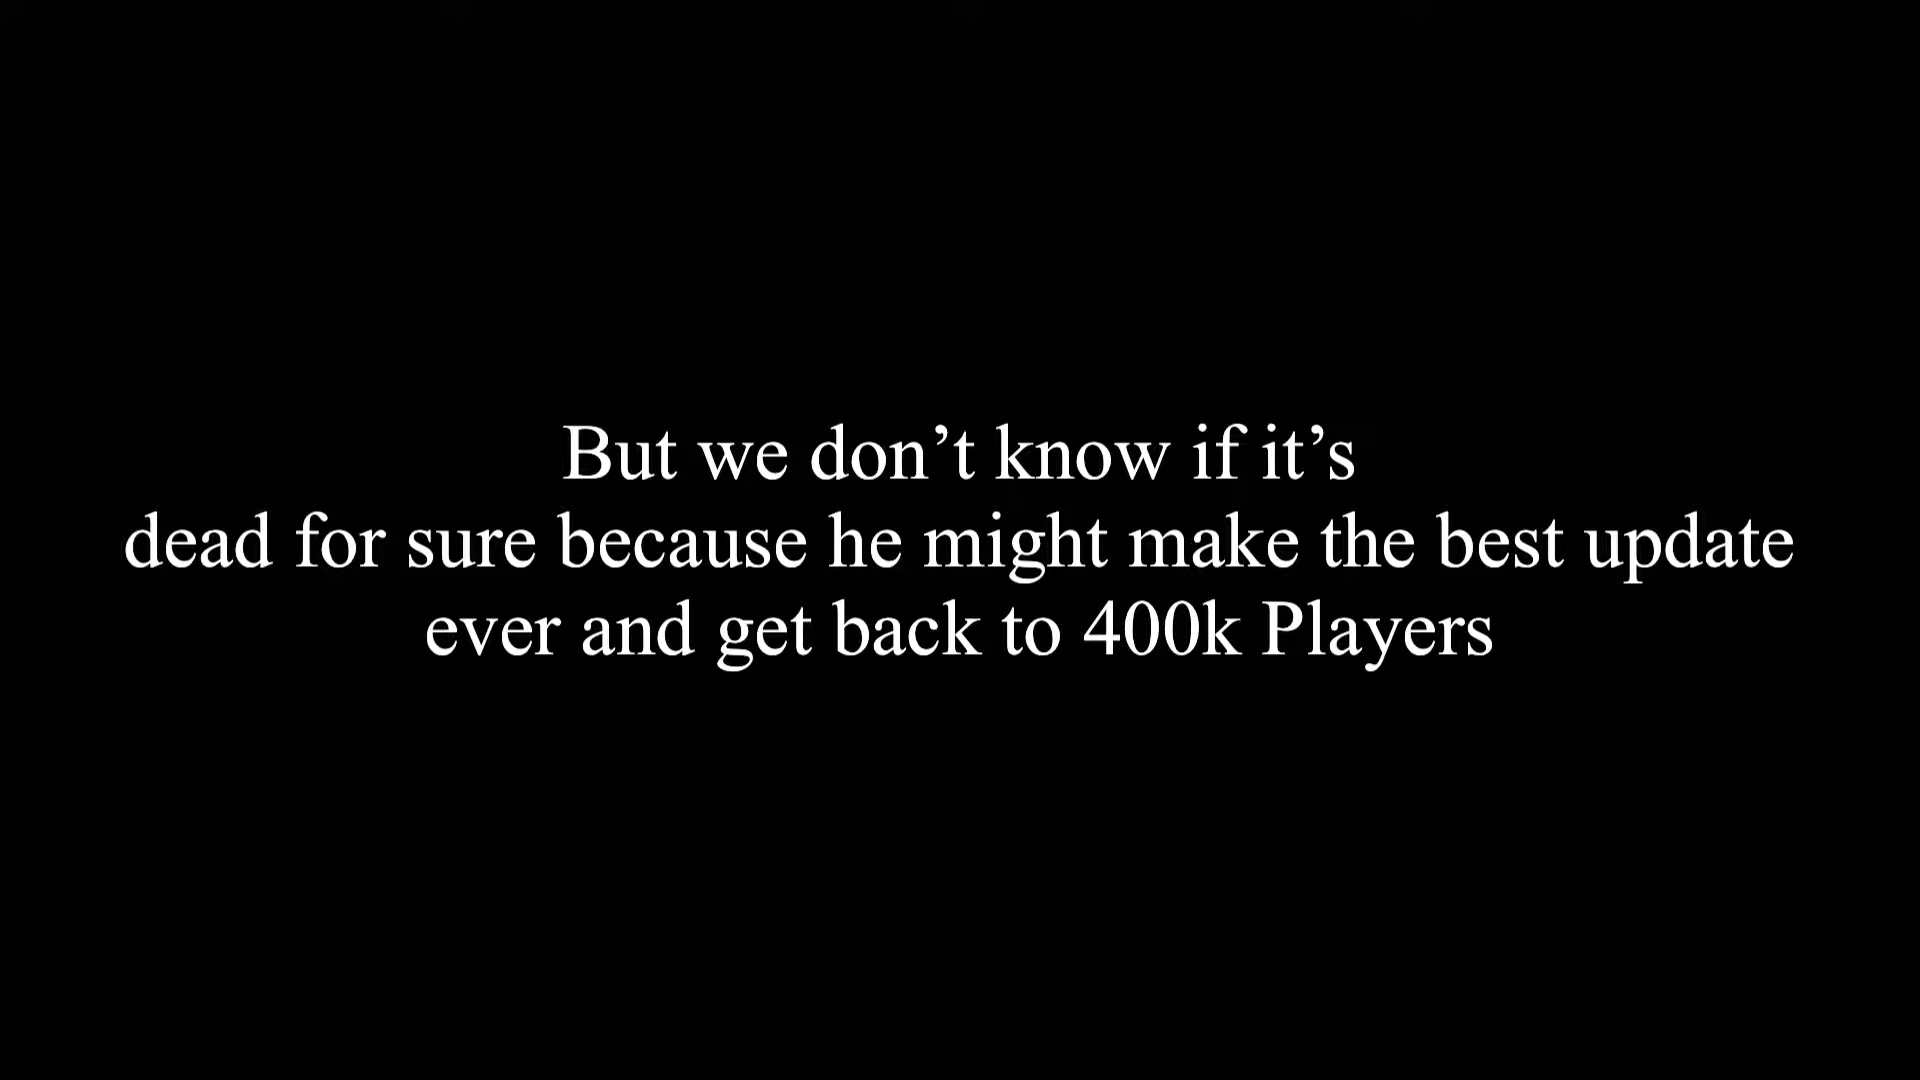 But we don’t know if it’s
dead for sure because he might make the best update
ever and get back to 400k Players